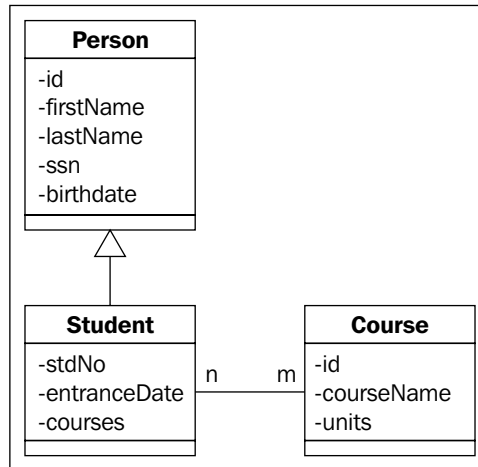 Person
-id
-firstName
-lastName
-ssn
-birthdate
Student
-stdNo
-entranceDate
-courses
n
m
Course
-id
-courseName
-units